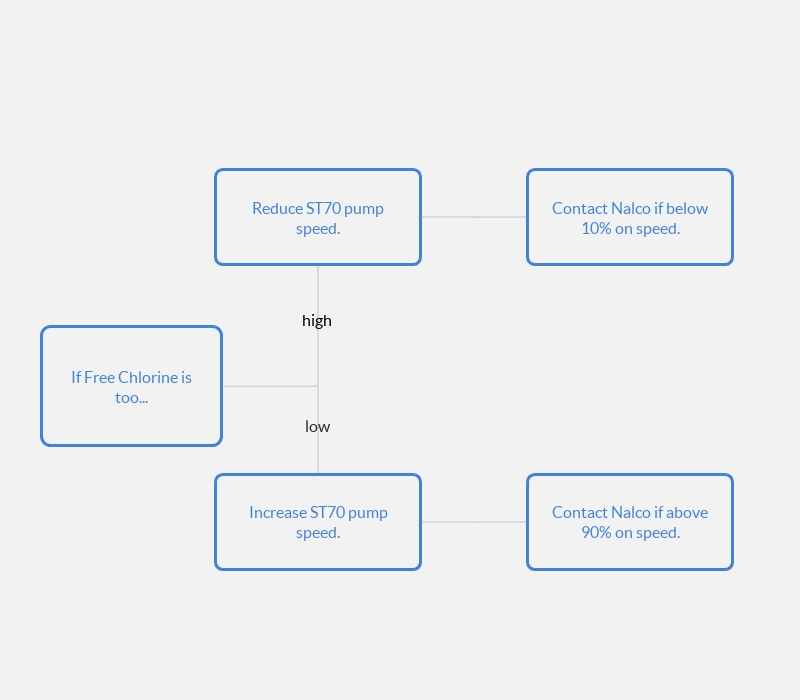 Reduce ST70 pump
speed.
Contact Nalco if below
10% on speed.
high
If Free Chlorine is
too...
low
Increase ST70 pump
speed.
Contact Nalco if above
90% on speed.